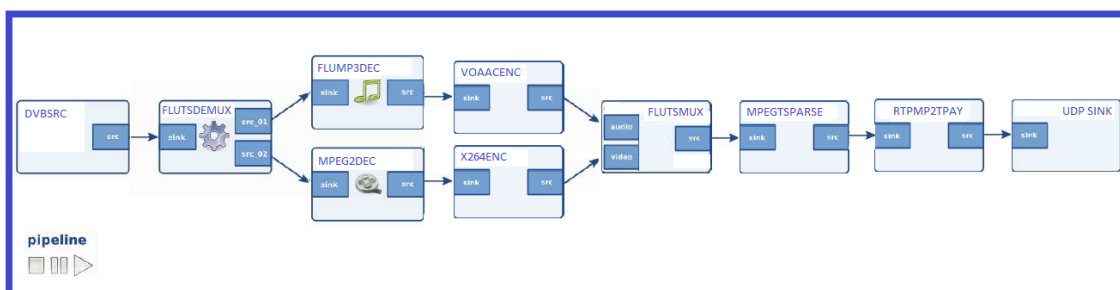 DVBSRC
src
FLUTSDEMUX
sink
src_01
src_02
FLUMP3DEC
sink
src
VOAACENC
sink
src
MPEG2DEC
sink
src
X264ENC
sink
src
FLUTSMUX
audio
video
src
MPEGTSPARSE
sink
src
RTPMP2TPAY
sink
src
UDP SINK
sink
pipeline